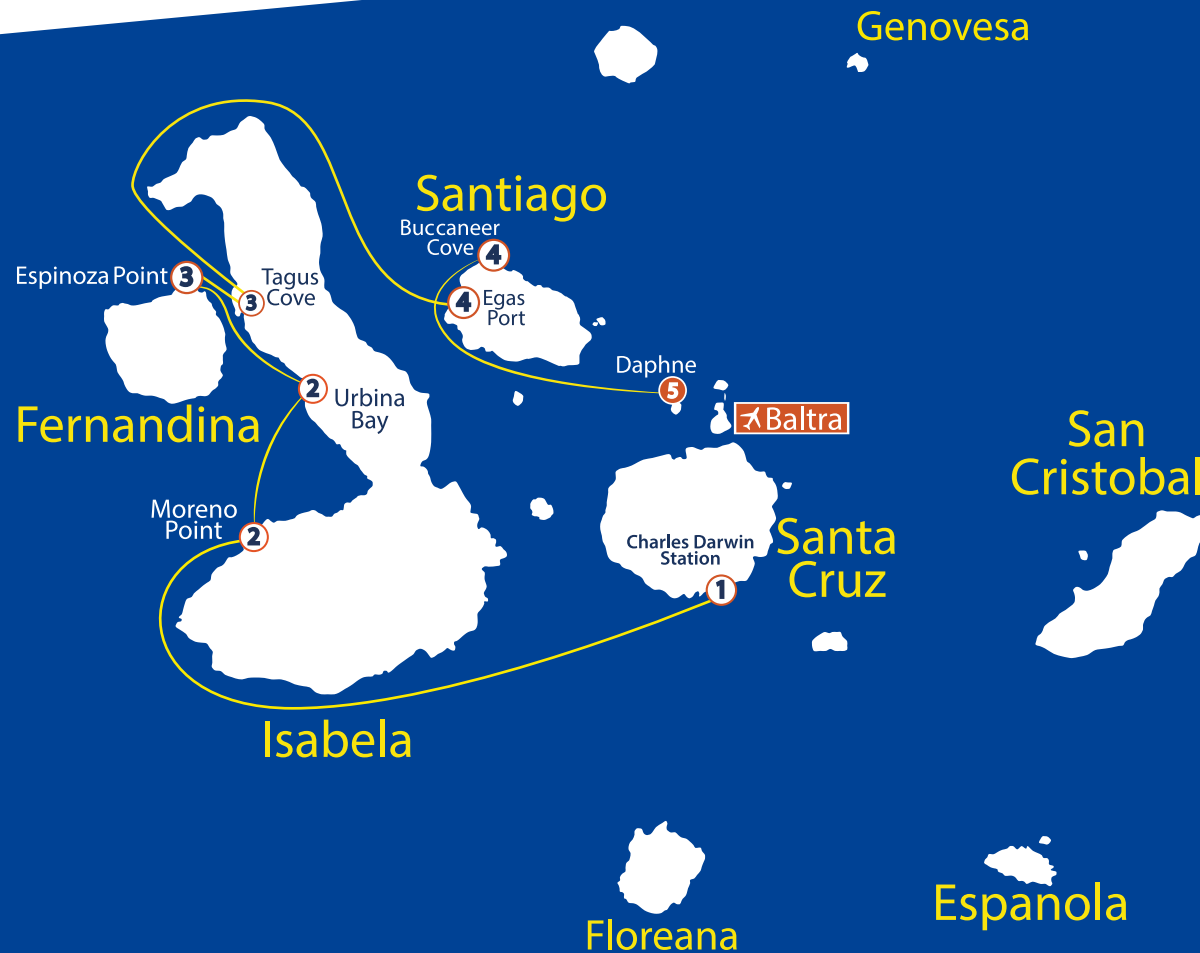 Genovesa
Santiago
Buccaneer
Cove
4
Espinoza Point
3
Tagus
Cove
3
4
Egas
Port
Daphne
5
2
Urbina
Bay
Fernandina
Baltra
San
Cristobal
Moreno
Point
2
Charles Darwin
Station
1
Santa
Cruz
Isabela
Espanola
Floreana